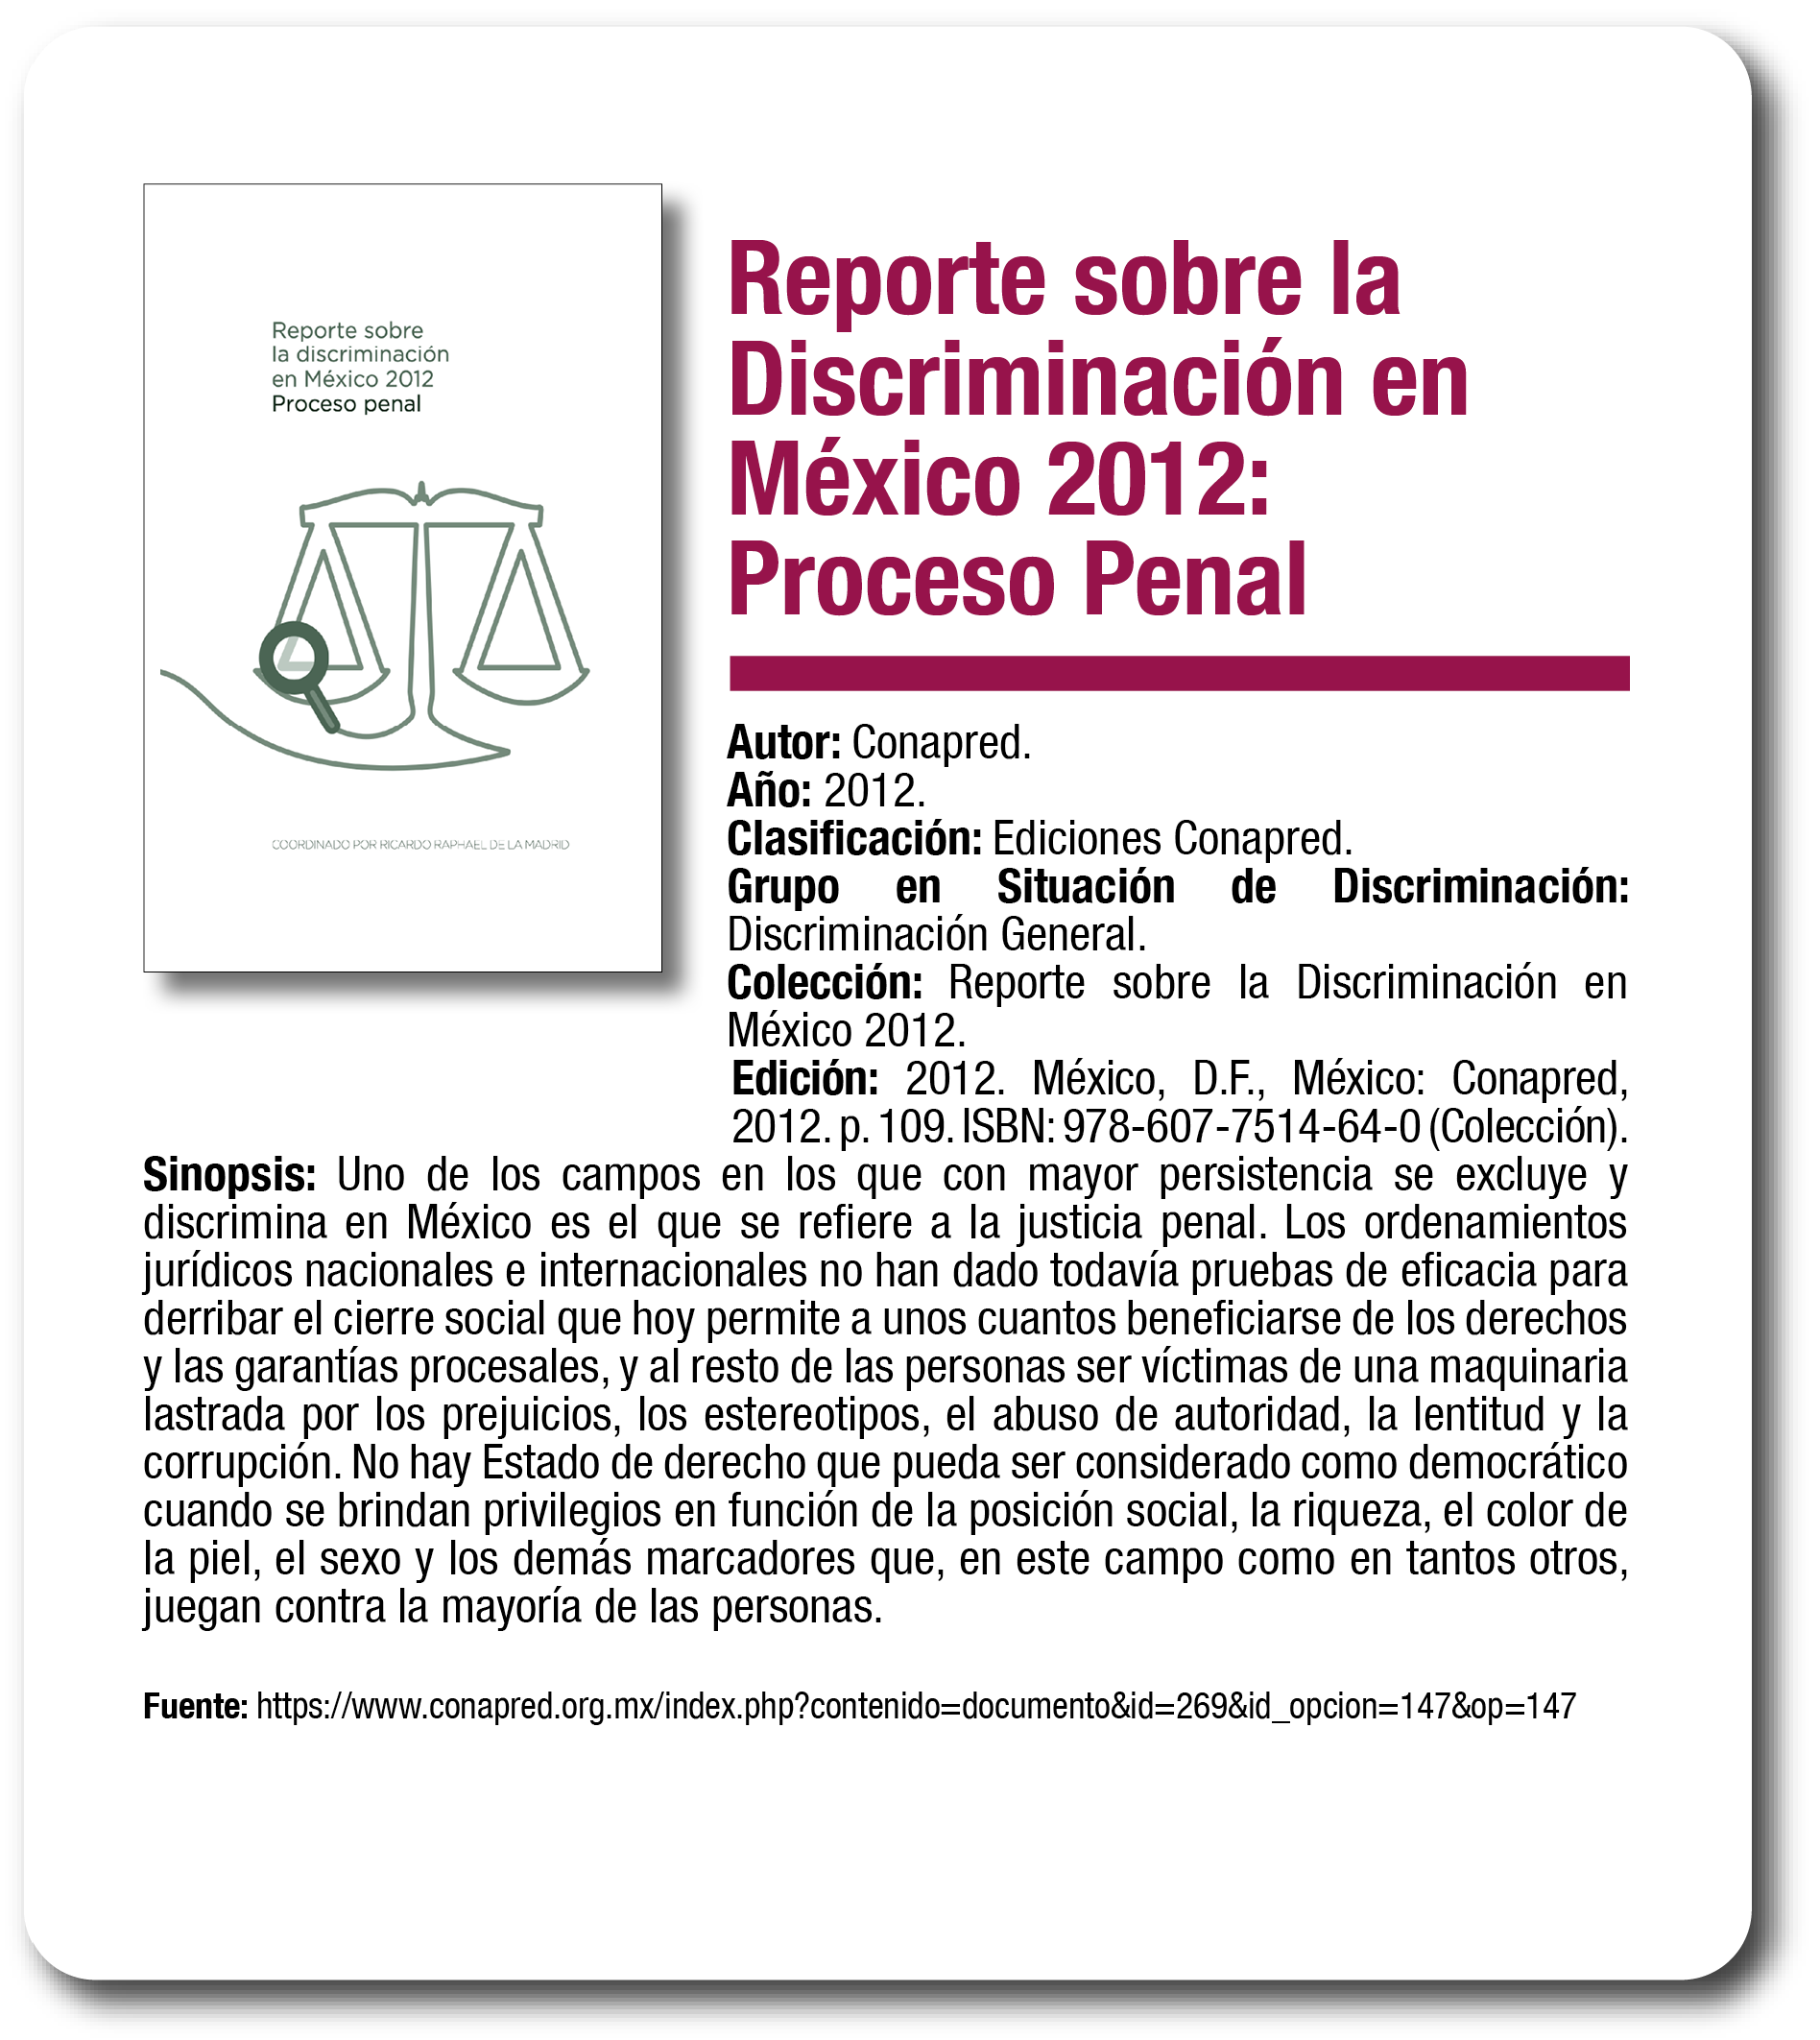 Reporte sobre
la discriminación
en México 2012
Proceso penal
COORDINADO POR RICARDO RAPHAEL DE LA MADRID
Reporte sobre la
Discriminación en
México 2012:
Proceso Penal
Autor: Conapred.
Año: 2012.
Clasificación: Ediciones Conapred.
Grupo en Situación de Discriminación:
Discriminación General.
Colección: Reporte sobre la Discriminación en
México 2012.
Edición: 2012. México, D.F., México: Conapred,
2012. p. 109. ISBN: 978-607-7514-64-0 (Colección).
Sinopsis: Uno de los campos en los que con mayor persistencia se excluye y
discrimina en México es el que se refiere a la justicia penal. Los ordenamientos
jurídicos nacionales e internacionales no han dado todavía pruebas de eficacia para
derribar el cierre social que hoy permite a unos cuantos beneficiarse de los derechos
y las garantías procesales, y al resto de las personas ser víctimas de una maquinaria
lastrada por los prejuicios, los estereotipos, el abuso de autoridad, la lentitud y la
corrupción. No hay Estado de derecho que pueda ser considerado como democrático
cuando se brindan privilegios en función de la posición social, la riqueza, el color de
la piel, el sexo y los demás marcadores que, en este campo como en tantos otros,
juegan contra la mayoría de las personas.
Fuente: https://www.conapred.org.mx/index.php?contenido=documento&id=269&id_opcion=147&op=147